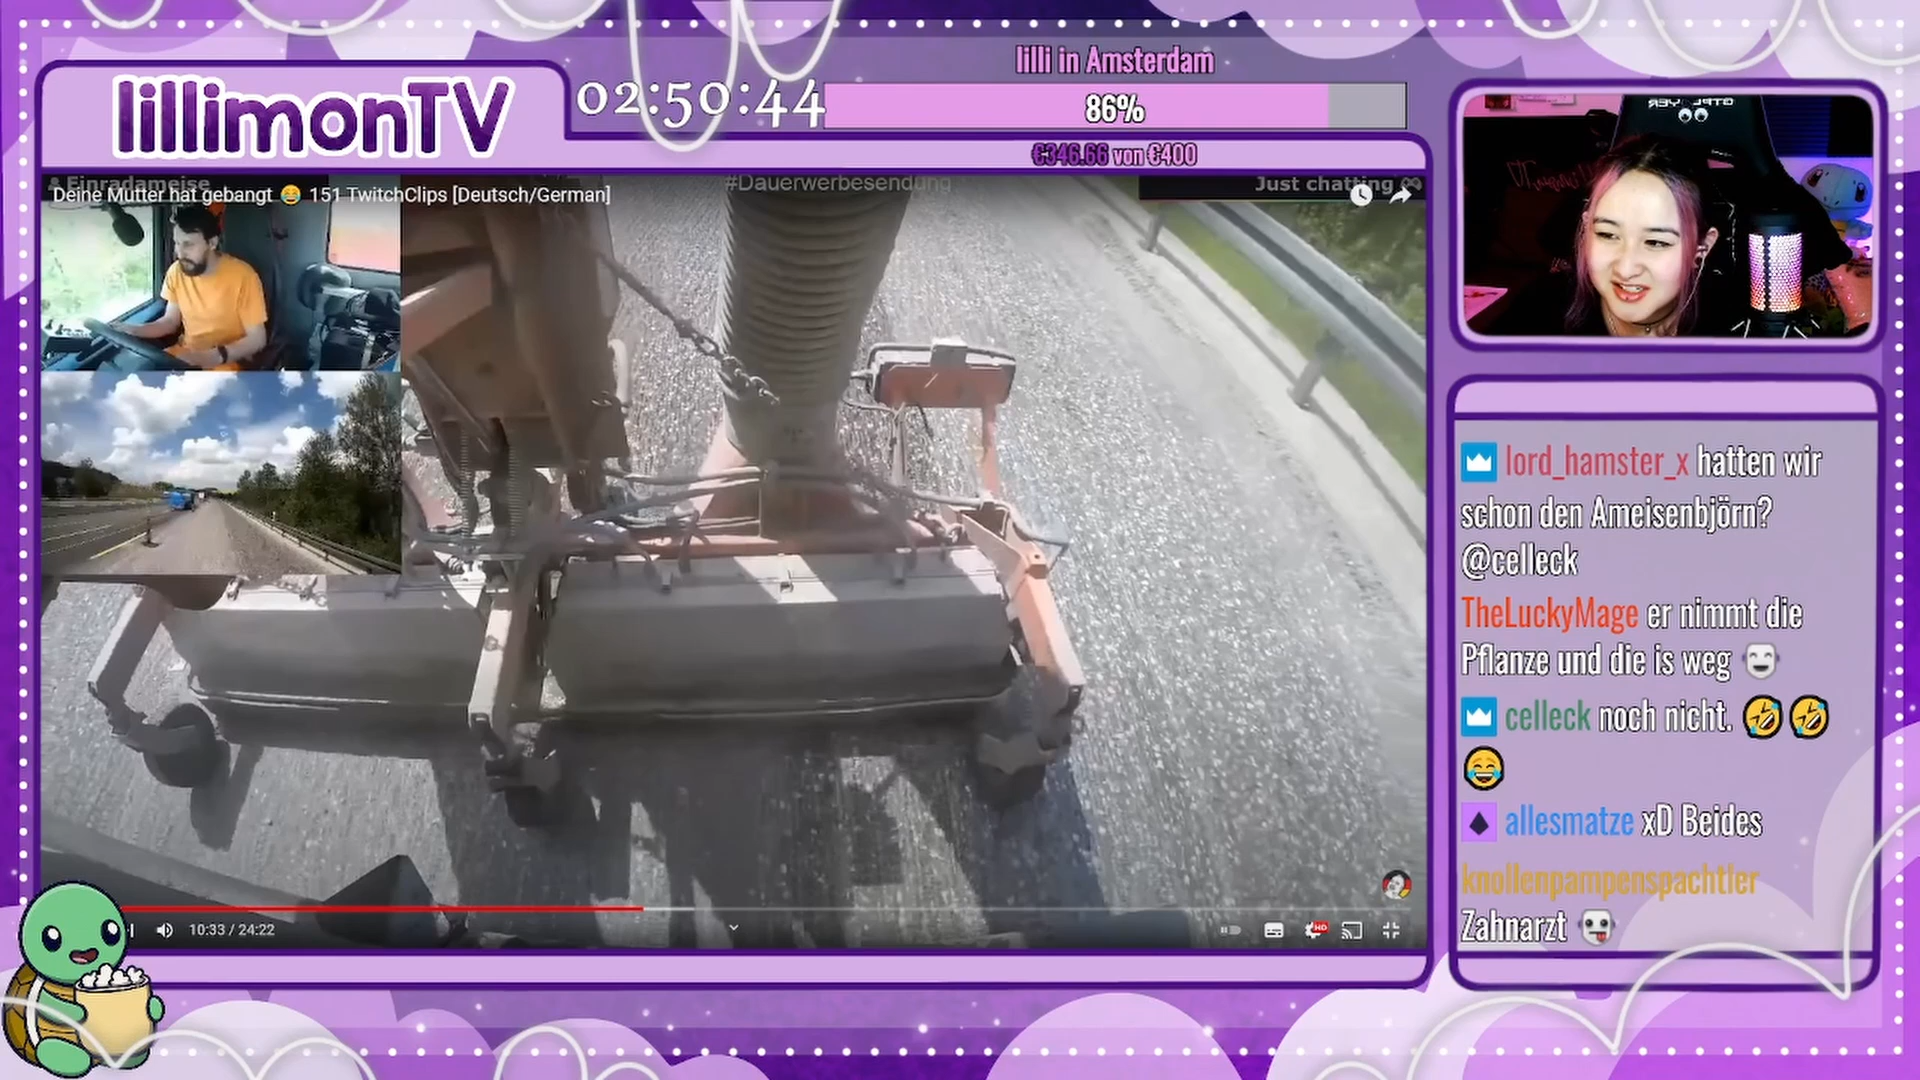 lillimonTV
02:50:44
lilli in Amsterdam
86%
€346.66 von €400
Einradameise
#Dauerwerbesendung
Just chatting
Deine Mutter hat gebangt 😂 151 TwitchClips [Deutsch/German]
10:33 / 24:22
HD
lord_hamster_x hatten wir
schon den Ameisenbjörn?
@celleck
TheLuckyMage er nimmt die
Pflanze und die is weg
celleck noch nicht. 🤣 🤣
😂
allesmatze xD Beides
knollenpampenspachtler
Zahnarzt